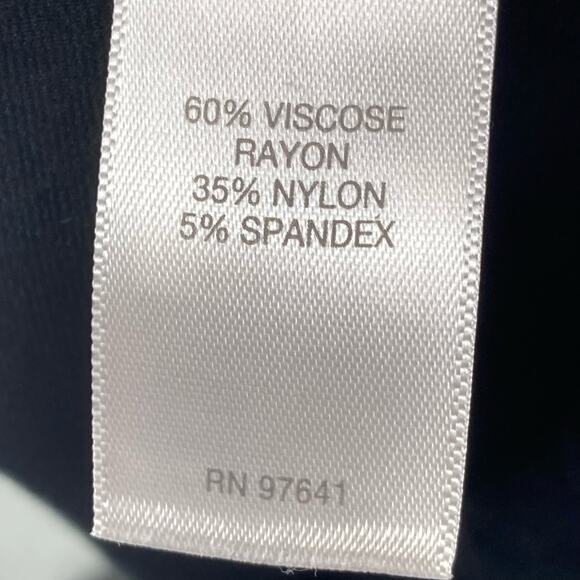 60% VISCOSE
RAYON
35% NYLON
5% SPANDEX
RN 97641